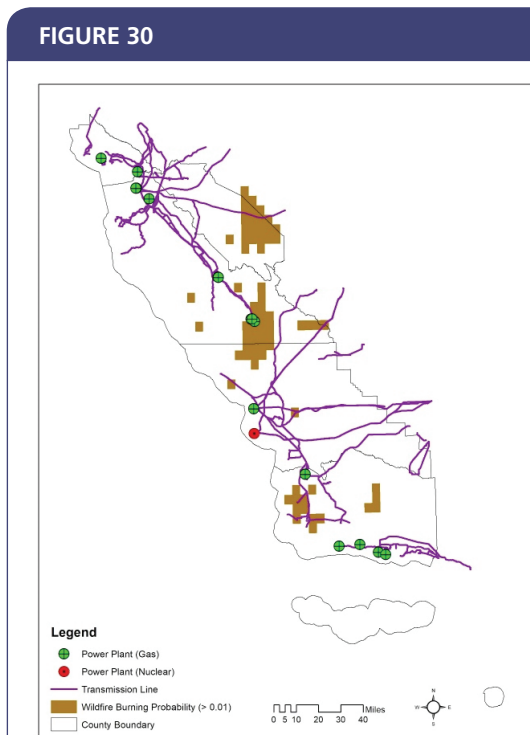 FIGURE 30
N
W
E
S
Legend
Power Plant (Gas)
Power Plant (Nuclear)
Transmission Line
Wildfire Burning Probability (> 0.01)
County Boundary
Miles
0 5 10 20 30 40